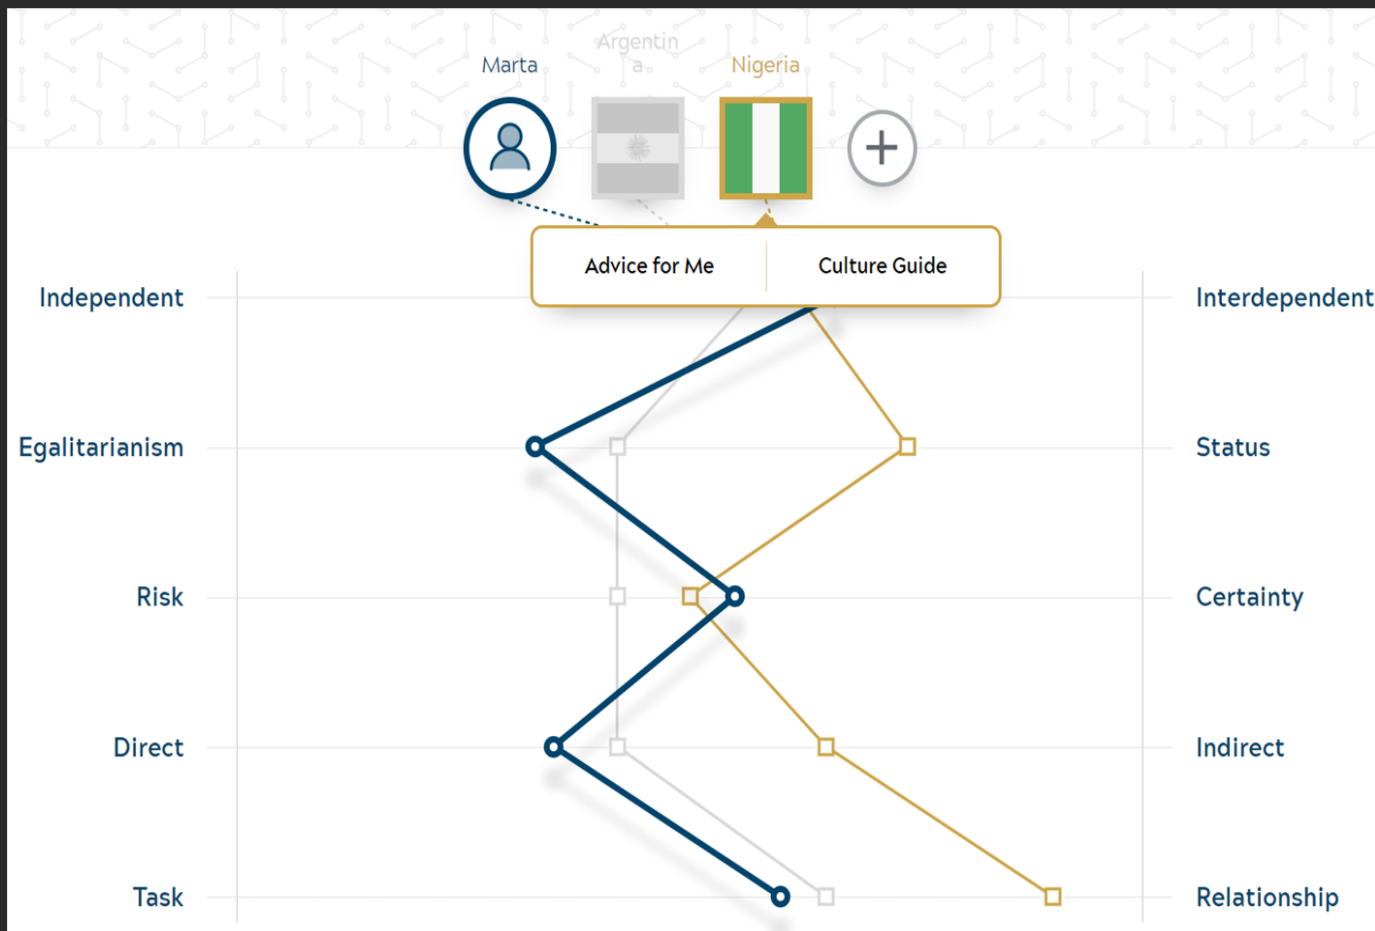 Marta
Argentin
a
Nigeria
Advice for Me
Culture Guide
Independent
Interdependent
Egalitarianism
Status
Risk
Certainty
Direct
Indirect
Task
Relationship